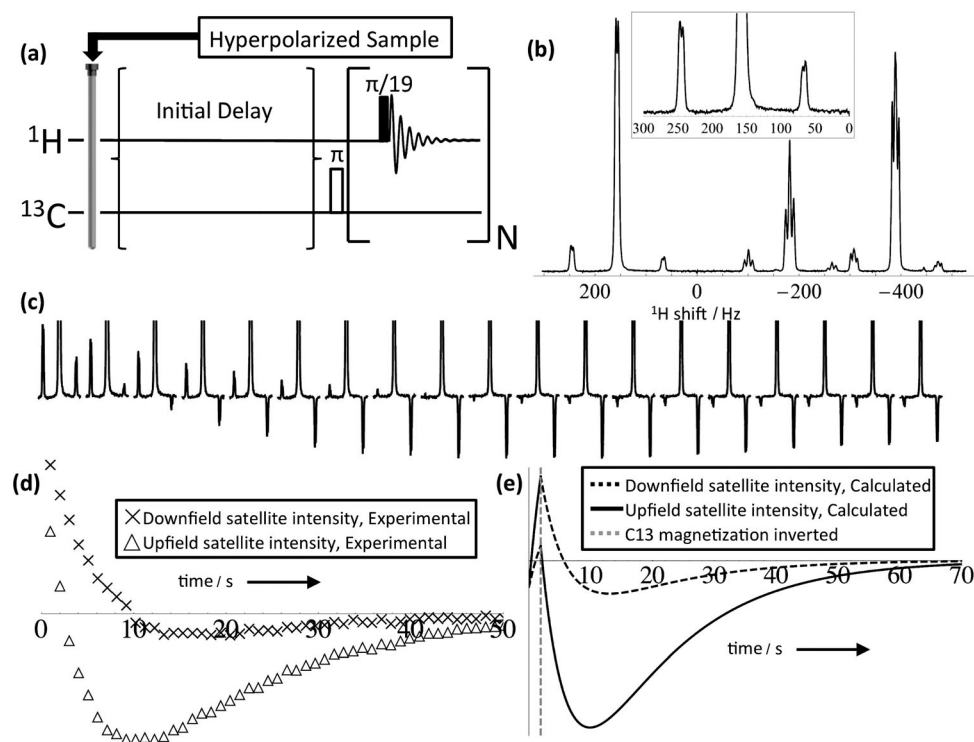 (a)
Hyperpolarized Sample
Initial Delay
π/19
π
¹H
¹³C
N
(b)
300 250 200 150 100 50 0
200 0 −200 −400
¹H shift / Hz
(c)
(d)
Downfield satellite intensity, Experimental
Upfield satellite intensity, Experimental
time / s
0 10 20 30 40 50
(e)
Downfield satellite intensity, Calculated
Upfield satellite intensity, Calculated
C13 magnetization inverted
10 20 30 40 50 60 70
time / s